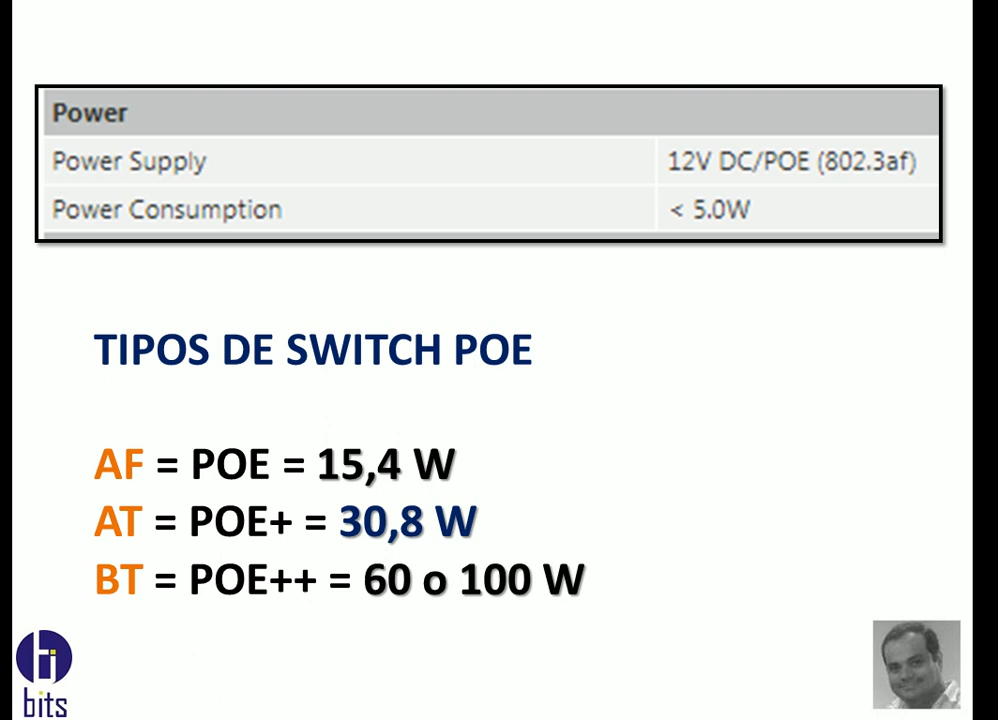 Power
Power Supply 12V DC/POE (802.3af)
Power Consumption < 5.0W
TIPOS DE SWITCH POE
AF = POE = 15,4 W
AT = POE+ = 30,8 W
BT = POE++ = 60 o 100 W
bits